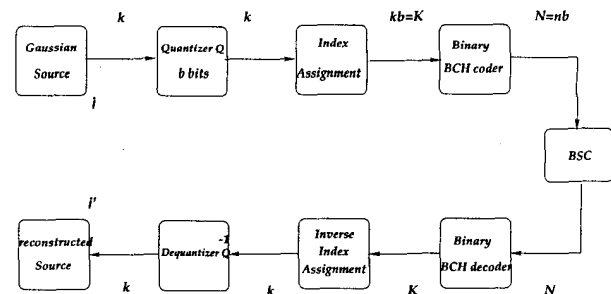 k
k
kb=K
N=nb
Gaussian
Source
Quantizer Q
b bits
Index
Assignment
Binary
BCH coder
i
BSC
i'
reconstructed
Source
-1
Dequantizer Q
Inverse
Index
Assignment
Binary
BCH decoder
k
k
K
N